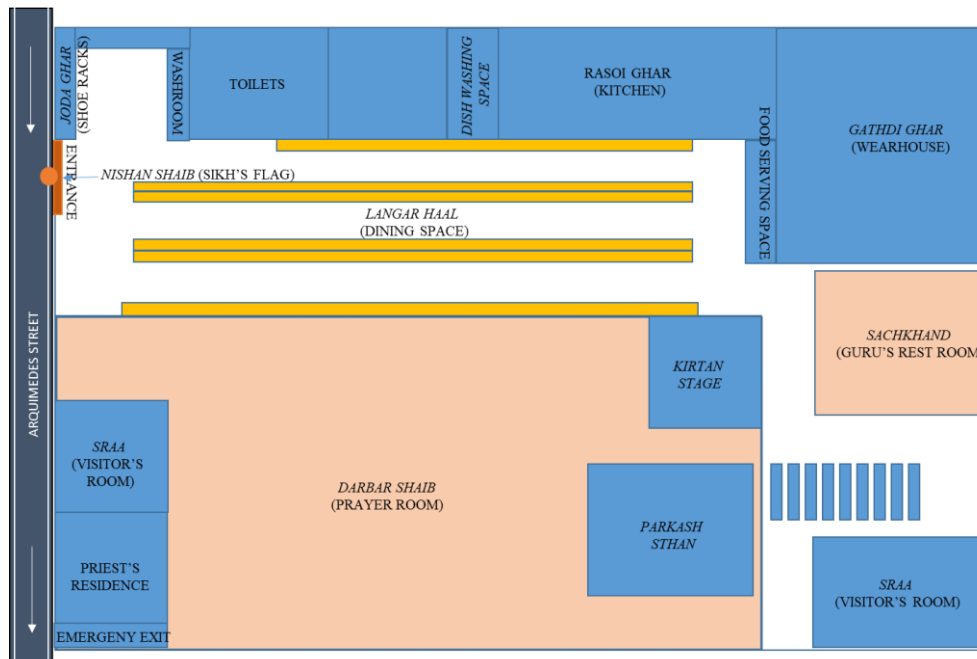 JODA GHAR
(SHOE RACKS)
WASHROOM
TOILETS
DISH WASHING
SPACE
RASOI GHAR
(KITCHEN)
GATHDI GHAR
(WEARHOUSE)
FOOD SERVING SPACE
ENTRANCE
NISHAN SHAIB (SIKH'S FLAG)
LANGAR HAAL
(DINING SPACE)
SACHKHAND
(GURU'S REST ROOM
KIRTAN
STAGE
ARQUIMEDES STREET
SRAA
(VISITOR'S
ROOM)
DARBAR SHAIB
(PRAYER ROOM)
PARKASH
STHAN
PRIEST'S
RESIDENCE
SRAA
(VISITOR'S ROOM)
EMERGENY EXIT